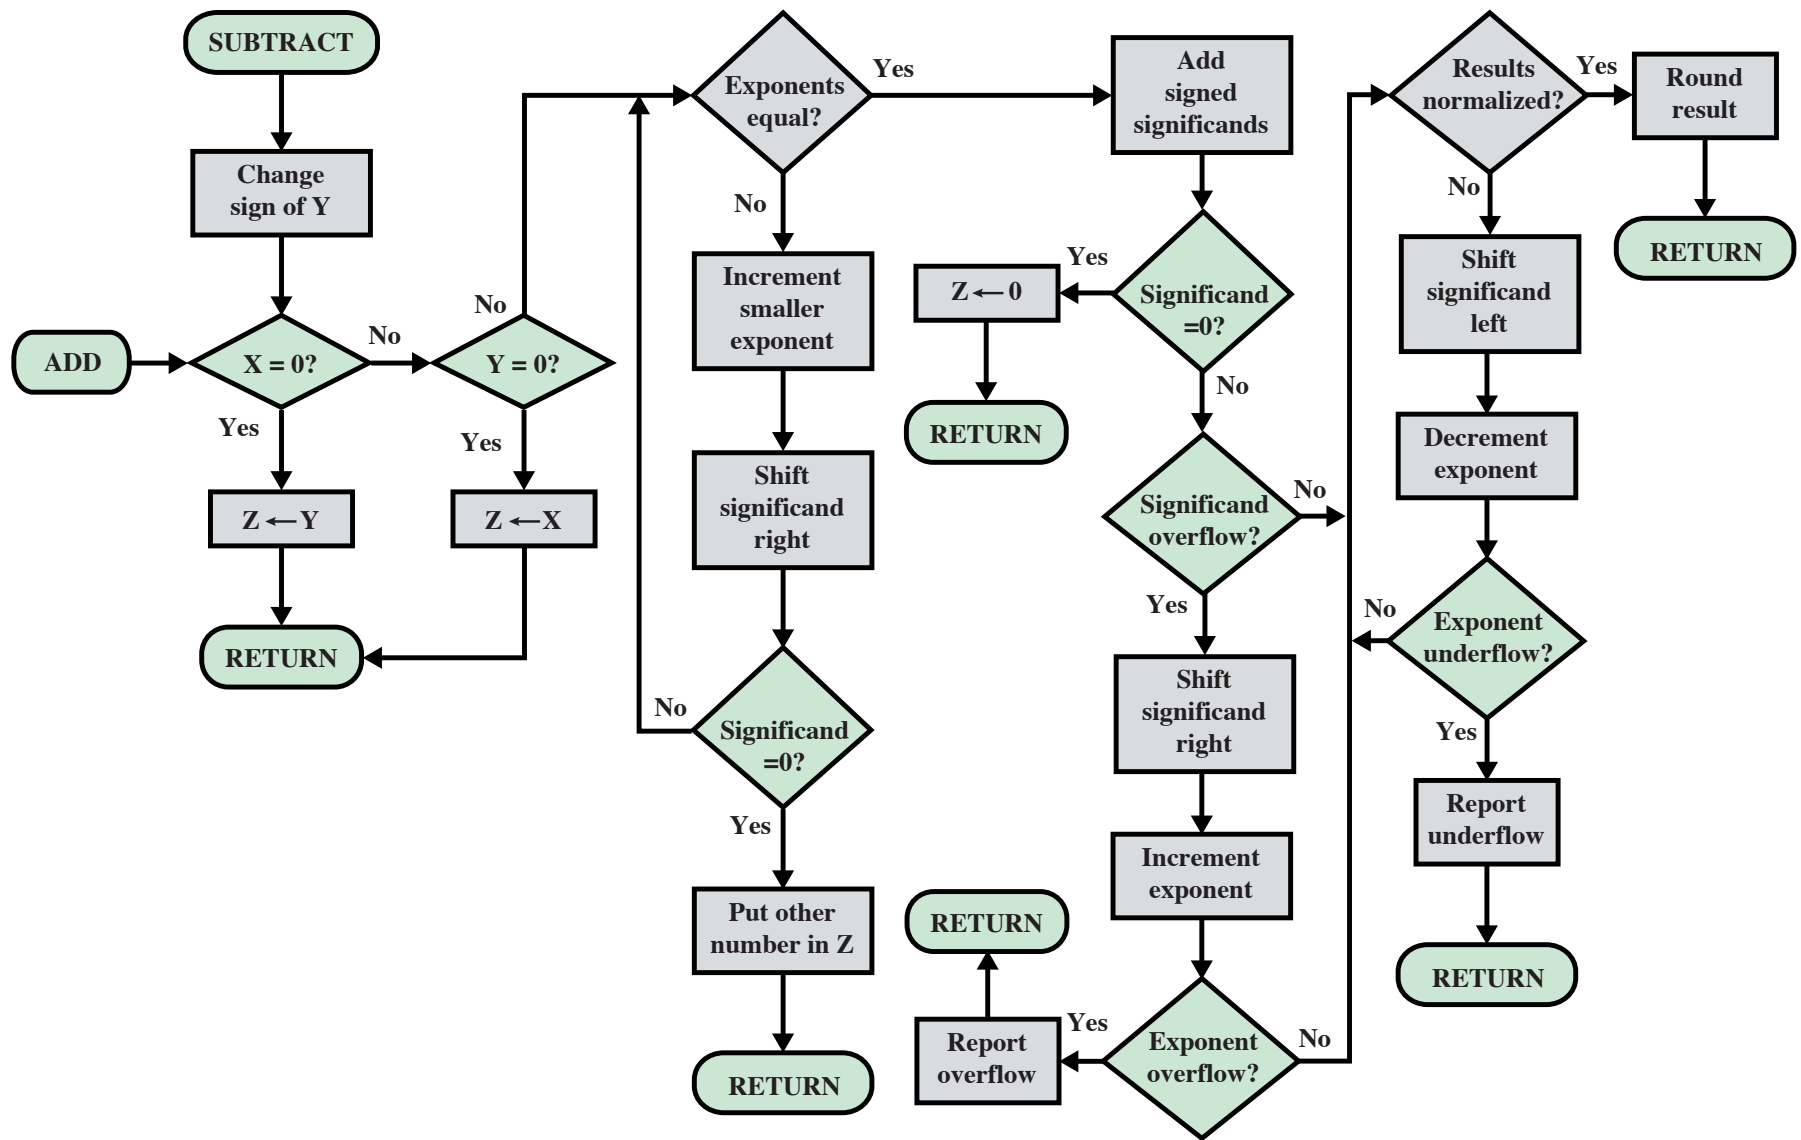 SUBTRACT
Change
sign of Y
ADD
X = 0?
No
Yes
Z ← Y
RETURN
Y = 0?
No
Yes
Z ← X
Exponents
equal?
Yes
No
Increment
smaller
exponent
Shift
significand
right
Significand
=0?
No
Yes
Put other
number in Z
RETURN
Add
signed
significands
Significand
=0?
Yes
Z ← 0
RETURN
No
Significand
overflow?
No
Yes
Shift
significand
right
Increment
exponent
Exponent
overflow?
Yes
Report
overflow
RETURN
No
Results
normalized?
Yes
Round
result
RETURN
No
Shift
significand
left
Decrement
exponent
Exponent
underflow?
No
Yes
Report
underflow
RETURN